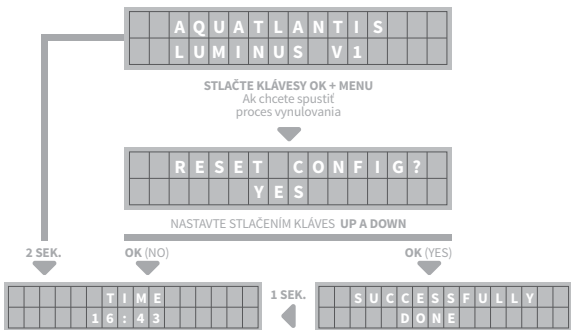 AQUATLANTIS
LUMINUS V1
STLAČTE KLÁVESY OK + MENU
Ak chcete spustiť
proces vynulovania
RESET CONFIG?
YES
NASTAVTE STLAČENÍM KLÁVES UP A DOWN
2 SEK.
OK (NO)
OK (YES)
TIME
16:43
1 SEK.
SUCCESSFULLY
DONE